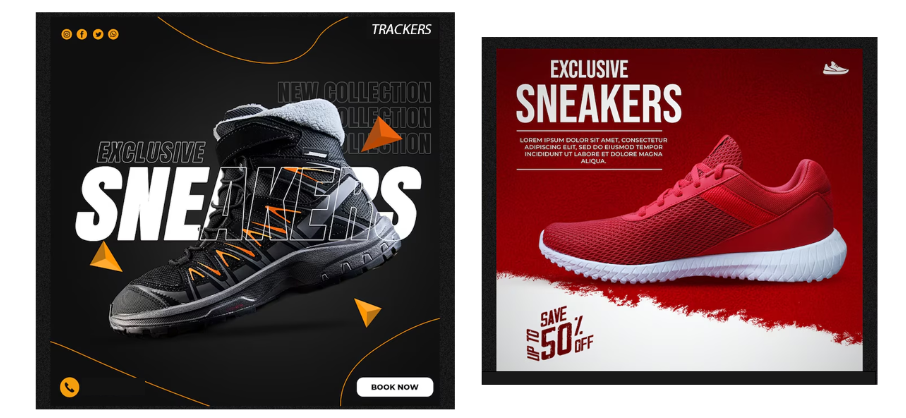 TRACKERS
NEW COLLECTION
COLLECTION
COLLECTION
EXCLUSIVE
SNEAKERS
BOOK NOW
EXCLUSIVE
SNEAKERS
LOREM IPSUM DOLOR SIT AMET, CONSECTETUR
ADIPISCING ELIT, SED DO EIUSMOD TEMPOR
INCIDIDUNT UT LABORE ET DOLORE MAGNA
ALIQUA.
SAVE
UP TO 50% OFF